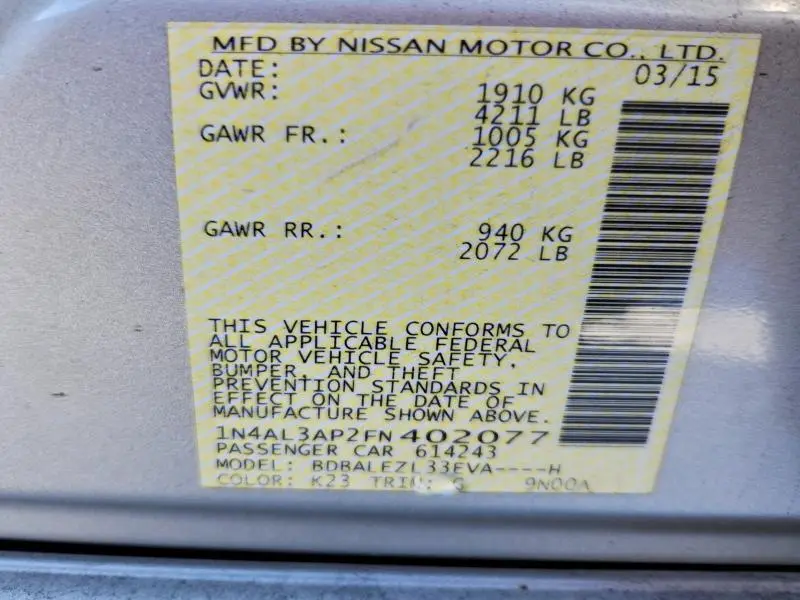 MFD BY NISSAN MOTOR CO., LTD.
DATE: 03/15
GVWR: 1910 KG
4211 LB
GAWR FR.: 1005 KG
2216 LB
GAWR RR.: 940 KG
2072 LB
THIS VEHICLE CONFORMS TO
ALL APPLICABLE FEDERAL
MOTOR VEHICLE SAFETY,
BUMPER, AND THEFT
PREVENTION STANDARDS IN
EFFECT ON THE DATE OF
MANUFACTURE SHOWN ABOVE.
1N4AL3AP2FN402077
PASSENGER CAR 614243
MODEL: BDBALEZL33EVA----H
COLOR: K23 TRIM: G 9N00A